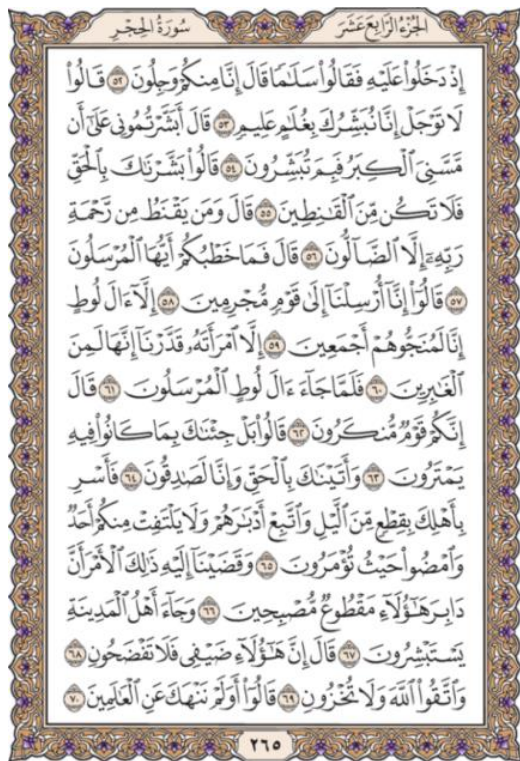 الجزء الرابع عشر
سورة الحجر
إِذْ دَخَلُوا۟ عَلَيْهِ فَقَالُوا۟ سَلَـٰمًا قَالَ إِنَّا مِنكُمْ وَجِلُونَ ٥٢ قَالُوا۟
لَا تَوْجَلْ إِنَّا نُبَشِّرُكَ بِغُلَـٰمٍ عَلِيمٍ ٥٣ قَالَ أَبَشَّرْتُمُونِى عَلَىٰٓ أَن
مَّسَّنِىَ ٱلْكِبَرُ فَبِمَ تُبَشِّرُونَ ٥٤ قَالُوا۟ بَشَّرْنَـٰكَ بِٱلْحَقِّ
فَلَا تَكُن مِّنَ ٱلْقَـٰنِطِينَ ٥٥ قَالَ وَمَن يَقْنَطُ مِن رَّحْمَةِ
رَبِّهِۦٓ إِلَّا ٱلضَّآلُّونَ ٥٦ قَالَ فَمَا خَطْبُكُمْ أَيُّهَا ٱلْمُرْسَلُونَ
٥٧ قَالُوٓا۟ إِنَّآ أُرْسِلْنَآ إِلَىٰ قَوْمٍ مُّجْرِمِينَ ٥٨ إِلَّآ ءَالَ لُوطٍ
إِنَّا لَمُنَجُّوهُمْ أَجْمَعِينَ ٥٩ إِلَّا ٱمْرَأَتَهُۥ قَدَّرْنَآ إِنَّهَا لَمِنَ
ٱلْغَـٰبِرِينَ ٦٠ فَلَمَّا جَآءَ ءَالَ لُوطٍ ٱلْمُرْسَلُونَ ٦١ قَالَ
إِنَّكُمْ قَوْمٌ مُّنكَرُونَ ٦٢ قَالُوا۟ بَلْ جِئْنَـٰكَ بِمَا كَانُوا۟ فِيهِ
يَمْتَرُونَ ٦٣ وَأَتَيْنَـٰكَ بِٱلْحَقِّ وَإِنَّا لَصَـٰدِقُونَ ٦٤ فَأَسْرِ
بِأَهْلِكَ بِقِطْعٍ مِّنَ ٱلَّيْلِ وَٱتَّبِعْ أَدْبَـٰرَهُمْ وَلَا يَلْتَفِتْ مِنكُمْ أَحَدٌ
وَٱمْضُوا۟ حَيْثُ تُؤْمَرُونَ ٦٥ وَقَضَيْنَآ إِلَيْهِ ذَٰلِكَ ٱلْأَمْرَ أَنَّ
دَابِرَ هَـٰٓؤُلَآءِ مَقْطُوعٌ مُّصْبِحِينَ ٦٦ وَجَآءَ أَهْلُ ٱلْمَدِينَةِ
يَسْتَبْشِرُونَ ٦٧ قَالَ إِنَّ هَـٰٓؤُلَآءِ ضَيْفِى فَلَا تَفْضَحُونِ ٦٨
وَٱتَّقُوا۟ ٱللَّهَ وَلَا تُخْزُونِ ٦٩ قَالُوٓا۟ أَوَلَمْ نَنْهَكَ عَنِ ٱلْعَـٰلَمِينَ ٧٠
٢٦٥